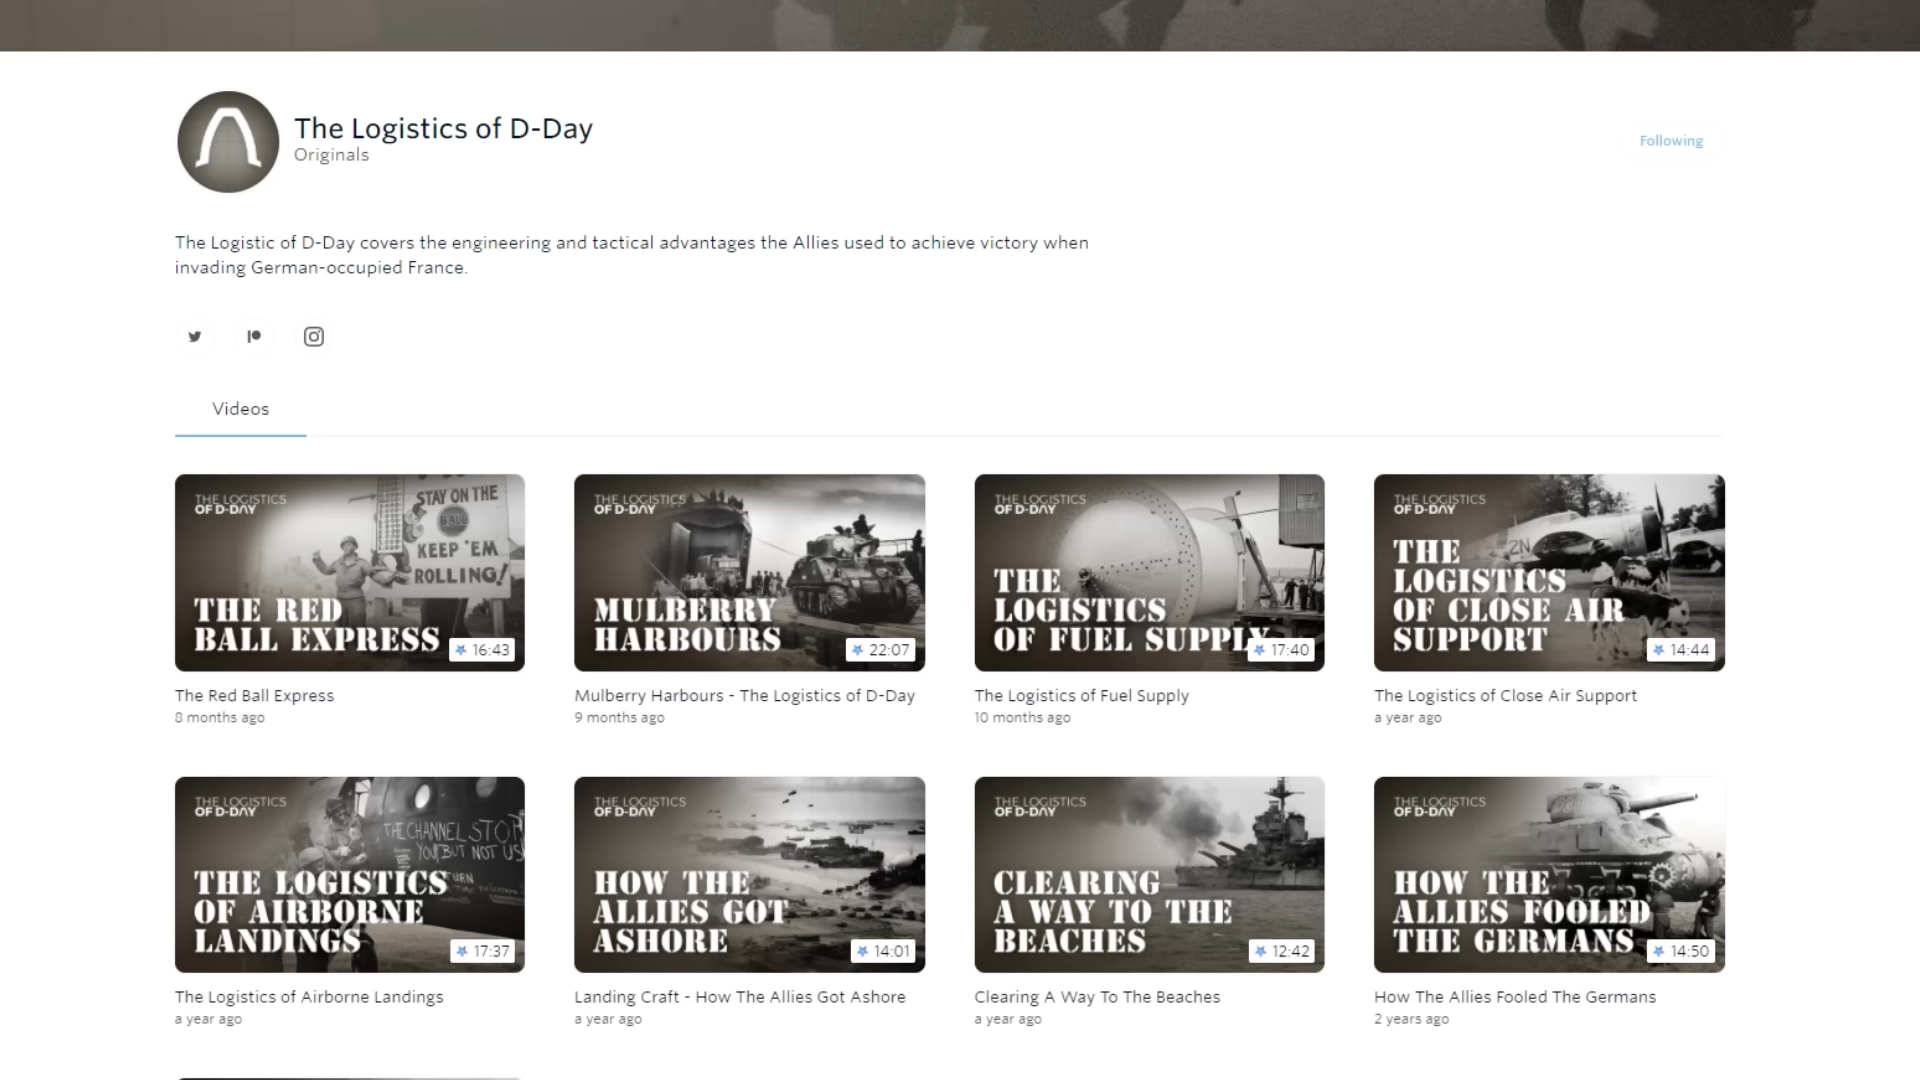 The Logistics of D-Day
Originals
Following
The Logistic of D-Day covers the engineering and tactical advantages the Allies used to achieve victory when
invading German-occupied France.
Videos
THE LOGISTICS
OF D-DAY
STAY ON THE
BALL
KEEP 'EM
ROLLING!
THE RED
BALL EXPRESS
16:43
The Red Ball Express
8 months ago
THE LOGISTICS
OF D-DAY
MULBERRY
HARBOURS
22:07
Mulberry Harbours - The Logistics of D-Day
9 months ago
THE LOGISTICS
OF D-DAY
THE
LOGISTICS
OF FUEL SUPPLY
17:40
The Logistics of Fuel Supply
10 months ago
THE LOGISTICS
OF D-DAY
2N
THE
LOGISTICS
OF CLOSE AIR
SUPPORT
14:44
The Logistics of Close Air Support
a year ago
THE LOGISTICS
OF D-DAY
THE CHANNEL STOP
YOU BUT NOT US
THE LOGISTICS
OF AIRBORNE
LANDINGS
17:37
The Logistics of Airborne Landings
a year ago
THE LOGISTICS
OF D-DAY
HOW THE
ALLIES GOT
ASHORE
14:01
Landing Craft - How The Allies Got Ashore
a year ago
THE LOGISTICS
OF D-DAY
CLEARING
A WAY TO THE
BEACHES
12:42
Clearing A Way To The Beaches
a year ago
THE LOGISTICS
OF D-DAY
HOW THE
ALLIES FOOLED
THE GERMANS
14:50
How The Allies Fooled The Germans
2 years ago